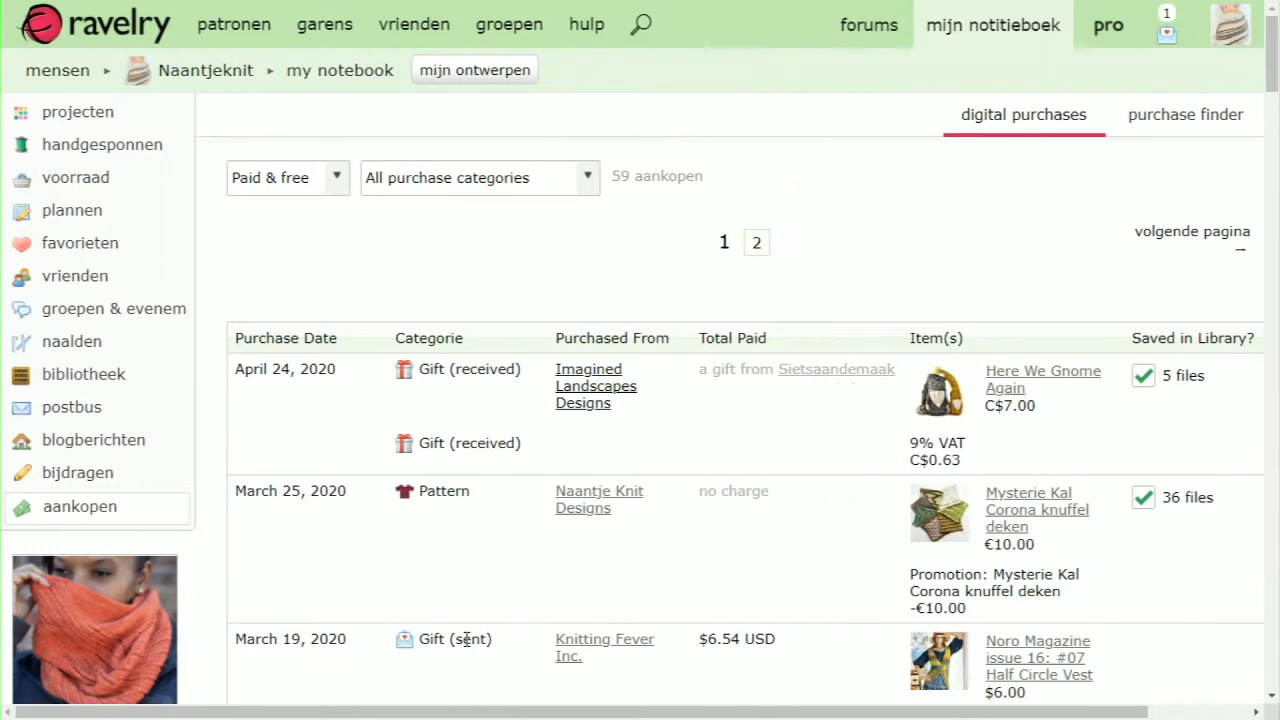 ravelry patronen garens vrienden groepen hulp forums mijn notitieboek pro 1
mensen ▸ Naantjeknit ▸ my notebook mijn ontwerpen
projecten
handgesponnen
voorraad
plannen
favorieten
vrienden
groepen & evenem
naalden
bibliotheek
postbus
blogberichten
bijdragen
aankopen
digital purchases purchase finder
Paid & free All purchase categories 59 aankopen
1 2
volgende pagina
→
Purchase Date Categorie Purchased From Total Paid Item(s) Saved in Library?
April 24, 2020 Gift (received) Imagined a gift from Sietsaandemaak Here We Gnome 5 files
Landscapes Again
Designs C$7.00
Gift (received) 9% VAT
C$0.63
March 25, 2020 Pattern Naantje Knit no charge Mysterie Kal 36 files
Designs Corona knuffel
deken
€10.00
Promotion: Mysterie Kal
Corona knuffel deken
-€10.00
March 19, 2020 Gift (sent) Knitting Fever $6.54 USD Noro Magazine
Inc. issue 16: #07
Half Circle Vest
$6.00